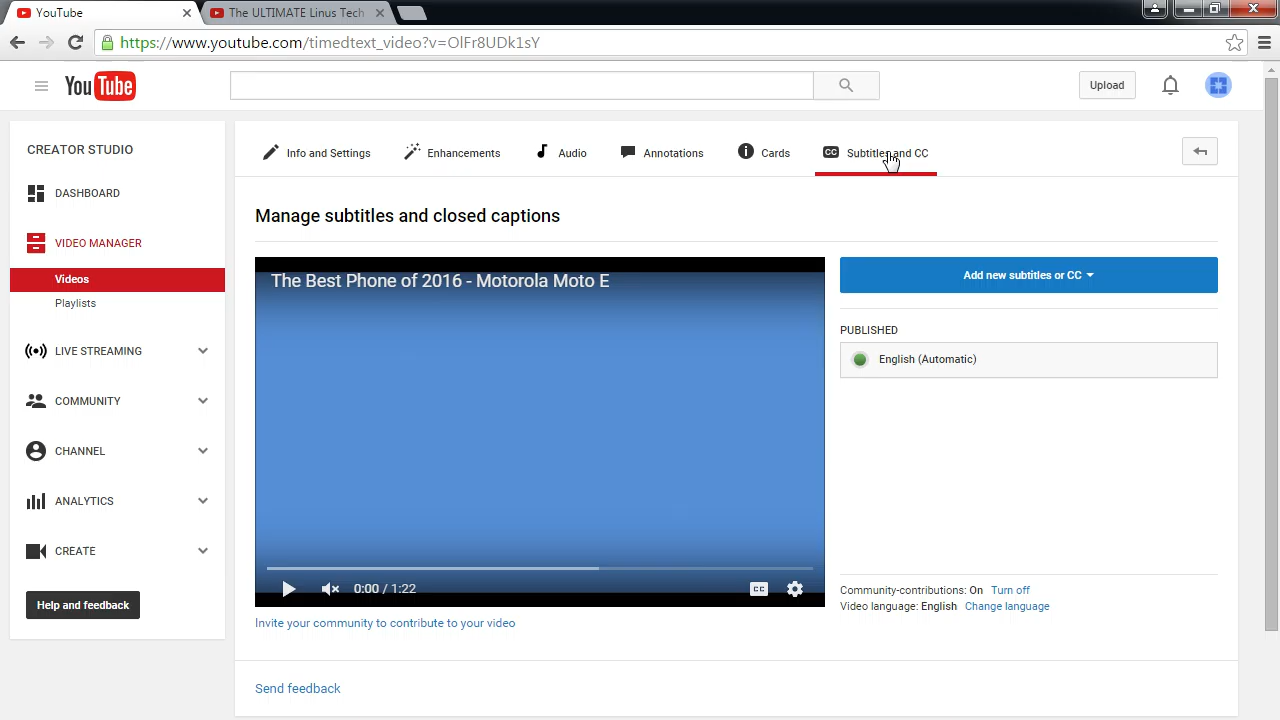 YouTube
The ULTIMATE Linus Tech
https://www.youtube.com/timedtext_video?v=OlFr8UDk1sY
YouTube
Upload
CREATOR STUDIO
DASHBOARD
VIDEO MANAGER
Videos
Playlists
LIVE STREAMING
COMMUNITY
CHANNEL
ANALYTICS
CREATE
Help and feedback
Info and Settings
Enhancements
Audio
Annotations
Cards
CC Subtitles and CC
Manage subtitles and closed captions
The Best Phone of 2016 - Motorola Moto E
0:00 / 1:22
CC
Invite your community to contribute to your video
Add new subtitles or CC
PUBLISHED
English (Automatic)
Community-contributions: On Turn off
Video language: English Change language
Send feedback